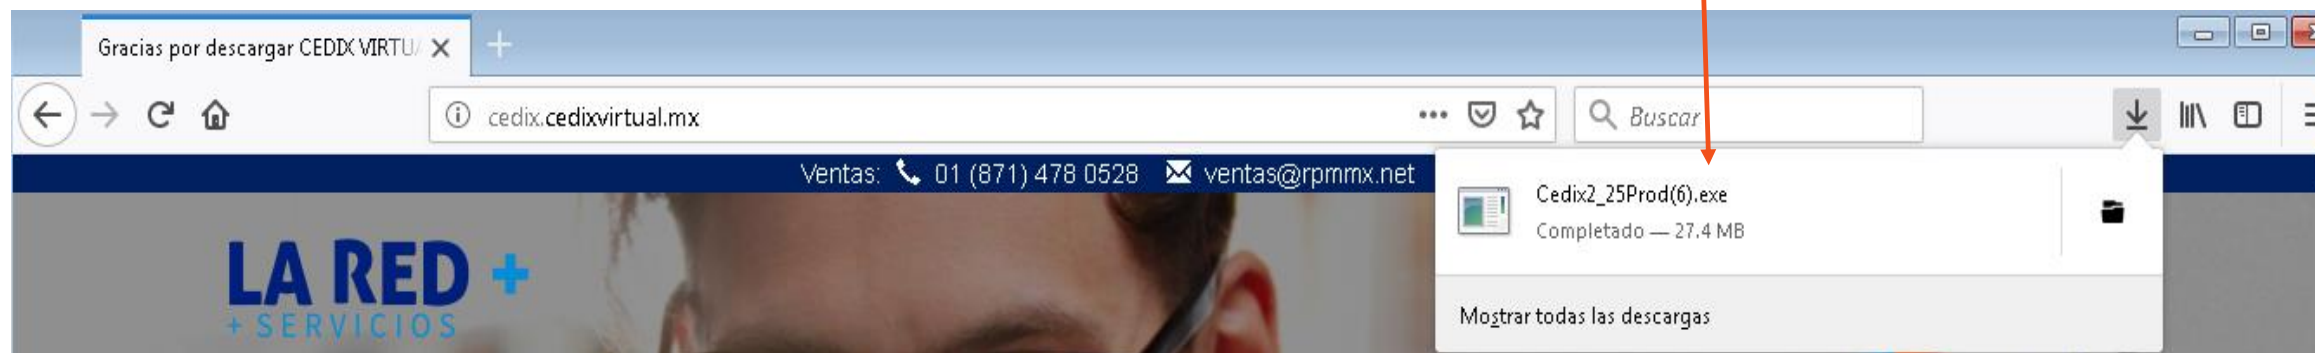 Gracias por descargar CEDIX VIRTU
cedix.cedixvirtual.mx
Buscar
Ventas: 01 (871) 478 0528 ventas@rpmmx.net
Cedix2_25Prod(6).exe
Completado — 27.4 MB
Mostrar todas las descargas
LA RED +
+ SERVICIOS